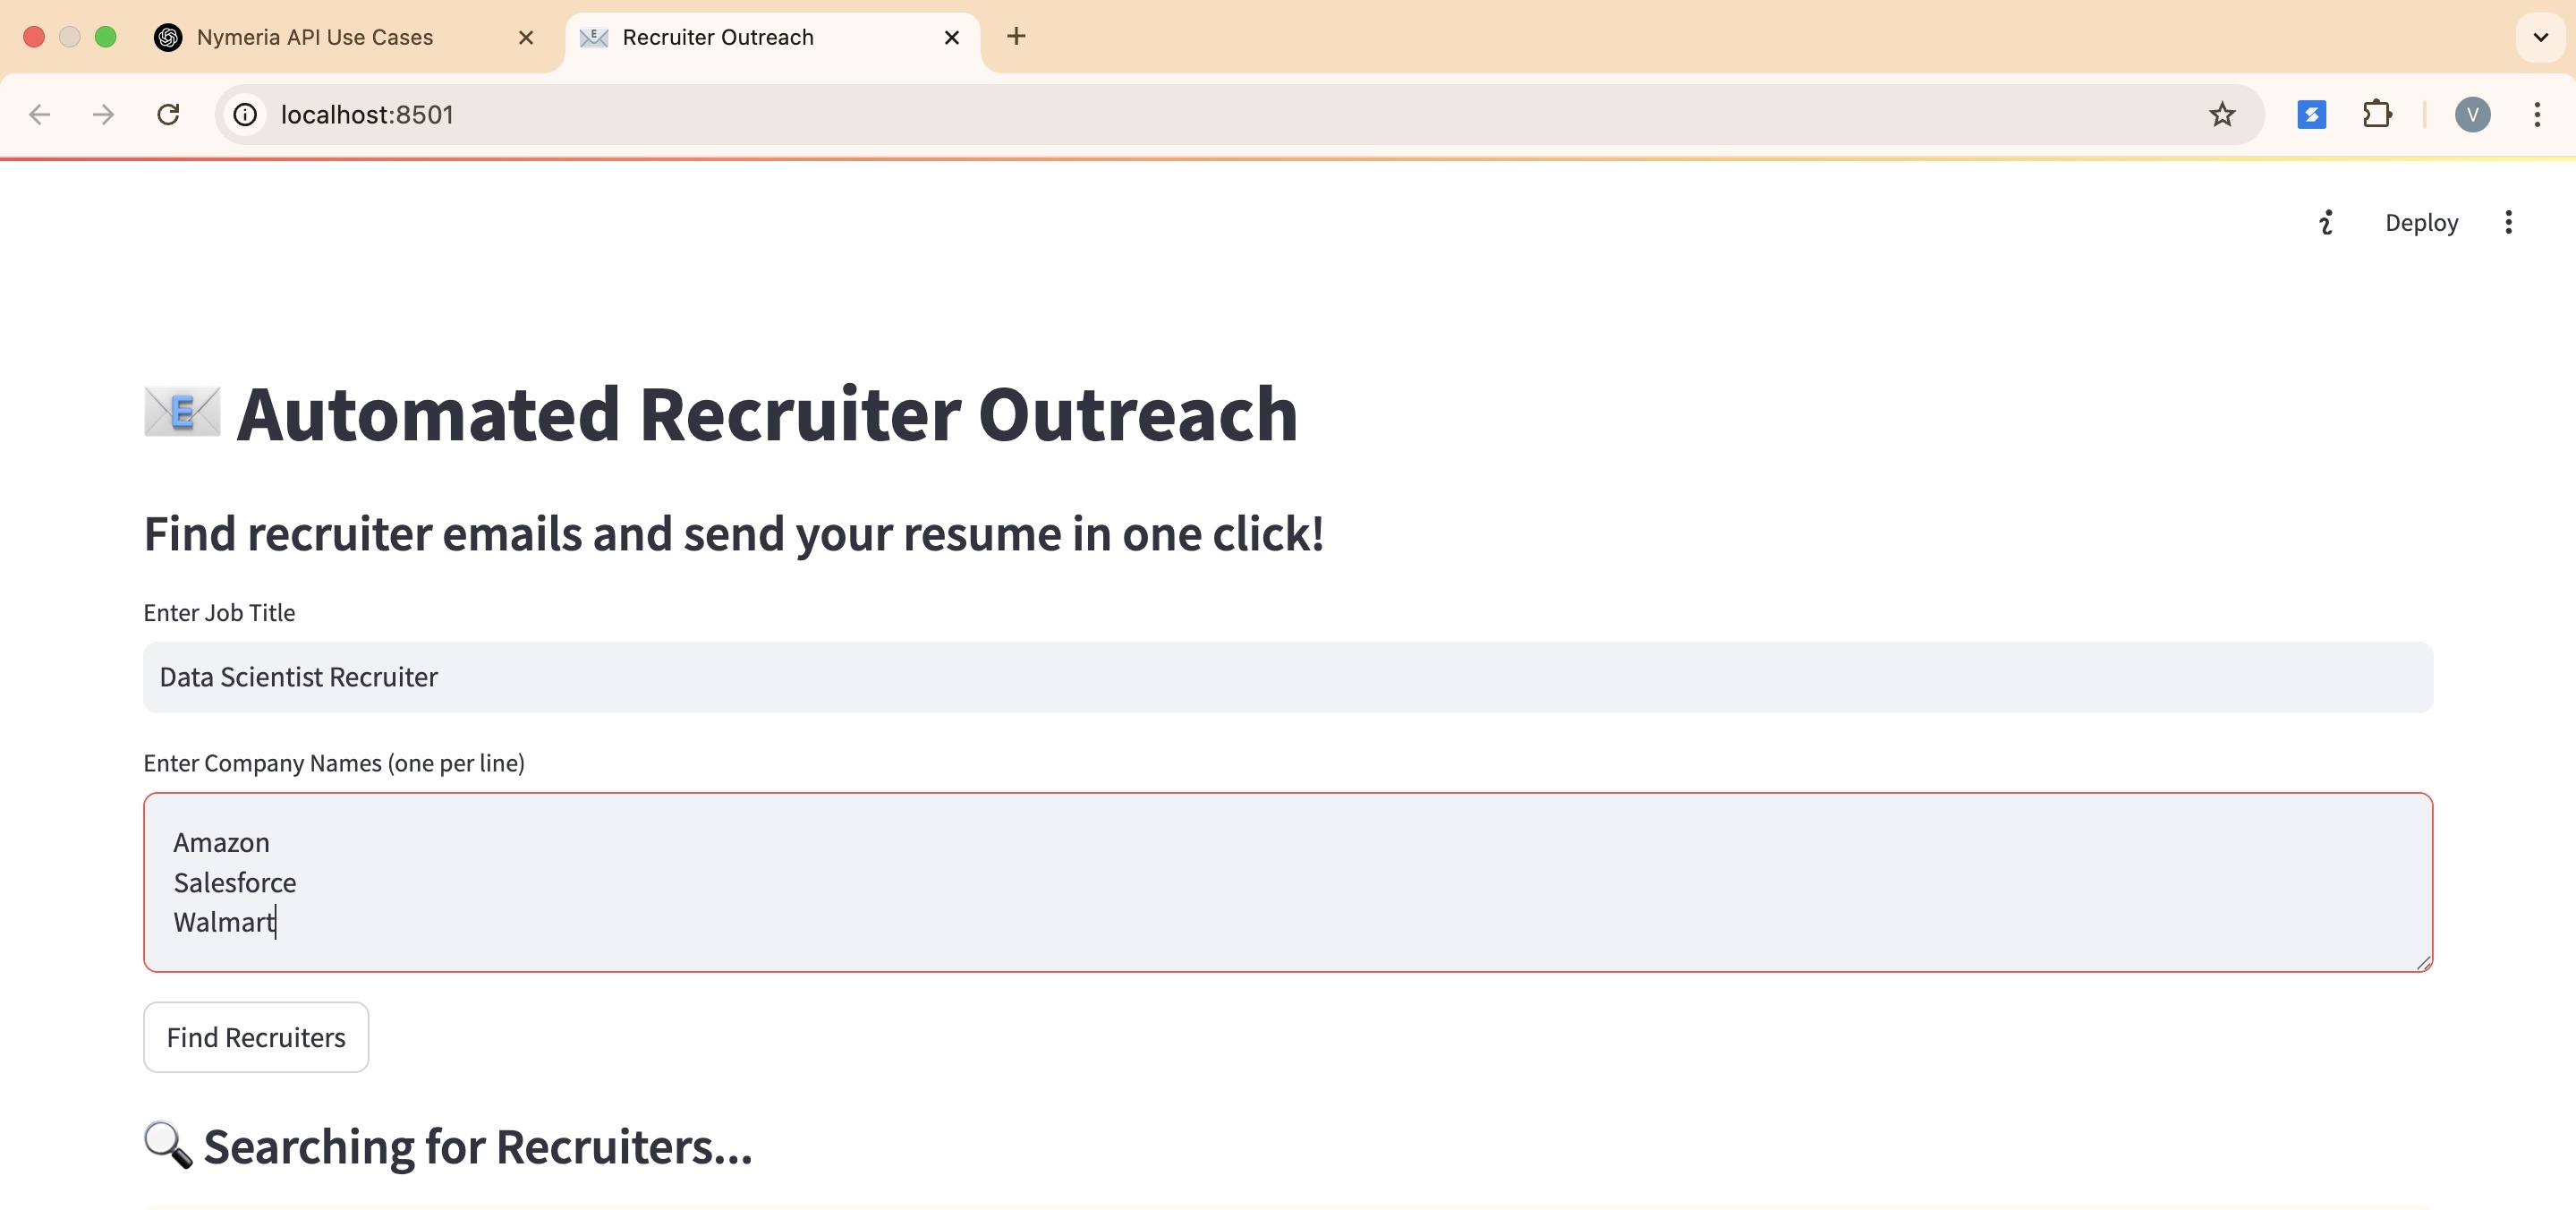 Nymeria API Use Cases
Recruiter Outreach
localhost:8501
V
Deploy
E Automated Recruiter Outreach
Find recruiter emails and send your resume in one click!
Enter Job Title
Data Scientist Recruiter
Enter Company Names (one per line)
Amazon
Salesforce
Walmart
Find Recruiters
Searching for Recruiters...